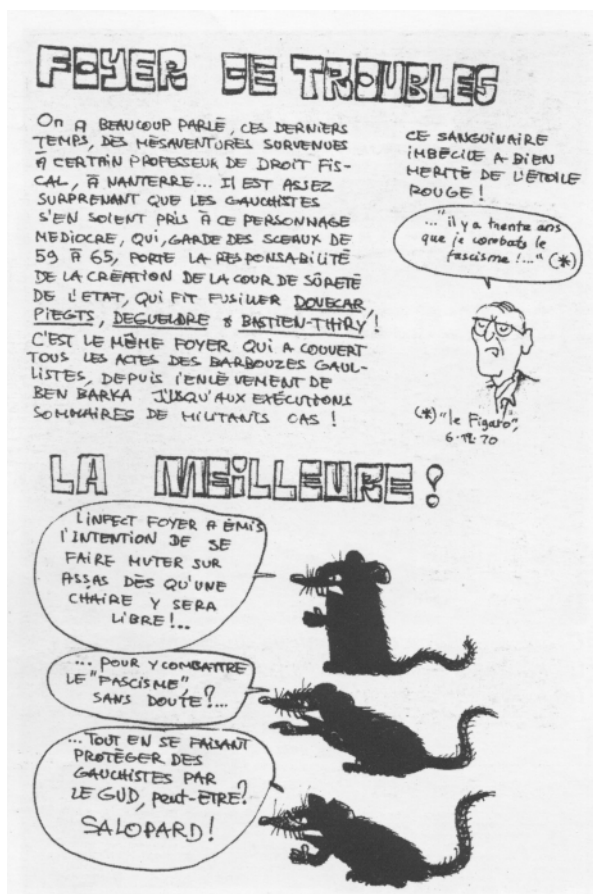 FOYER DE TROUBLES
ON A BEAUCOUP PARLÉ, CES DERNIERS
TEMPS, DES MÉSAVENTURES SURVENUES
À CERTAIN PROFESSEUR DE DROIT FIS-
CAL, À NANTERRE... Il EST ASSEZ
SURPRENANT QUE LES GAUCHISTES
S'EN SOIENT PRIS À CE PERSONNAGE
MEDIOCRE, QUI, GARDE DES SCEAUX DE
59 À 65, PORTE LA RESPONSABILITÉ
DE LA CRÉATION DE LA COUR DE SÛRETÉ
DE L'ETAT, QUI FIT FUSILLER DOVECAR,
PIEGTS, DEGUELDRE & BASTIEN-THIRY!
C'EST LE MÊME FOYER QUI A COUVERT
TOUS LES ACTES DES BARBOUZES GAUL-
LISTES, DEPUIS l'ENLÈVEMENT DE
BEN BARKA JUSQU'AUX EXÉCUTIONS
SOMMAIRES DE MILITANTS OAS !
CE SANGUINAIRE
IMBÉCILE A BIEN
MERITÉ DE L'ÉTOILE
ROUGE !
..."il y a trente ans
que je combats le
fascisme !..." (*)
(*) "le Figaro",
6-12-70
LA MEILLEURE !
L'INFECT FOYER A ÉMIS
l'INTENTION DE SE
FAIRE MUTER SUR
ASSAS DÈS QU'UNE
CHAIRE Y SERA
LIBRE !...
... POUR Y COMBATTRE
LE "FASCISME",
SANS DOUTE ?...
...TOUT EN SE FAISANT
PROTÉGER DES
GAUCHISTES PAR
LE GUD, peut-ÊTRE?
SALOPARD !